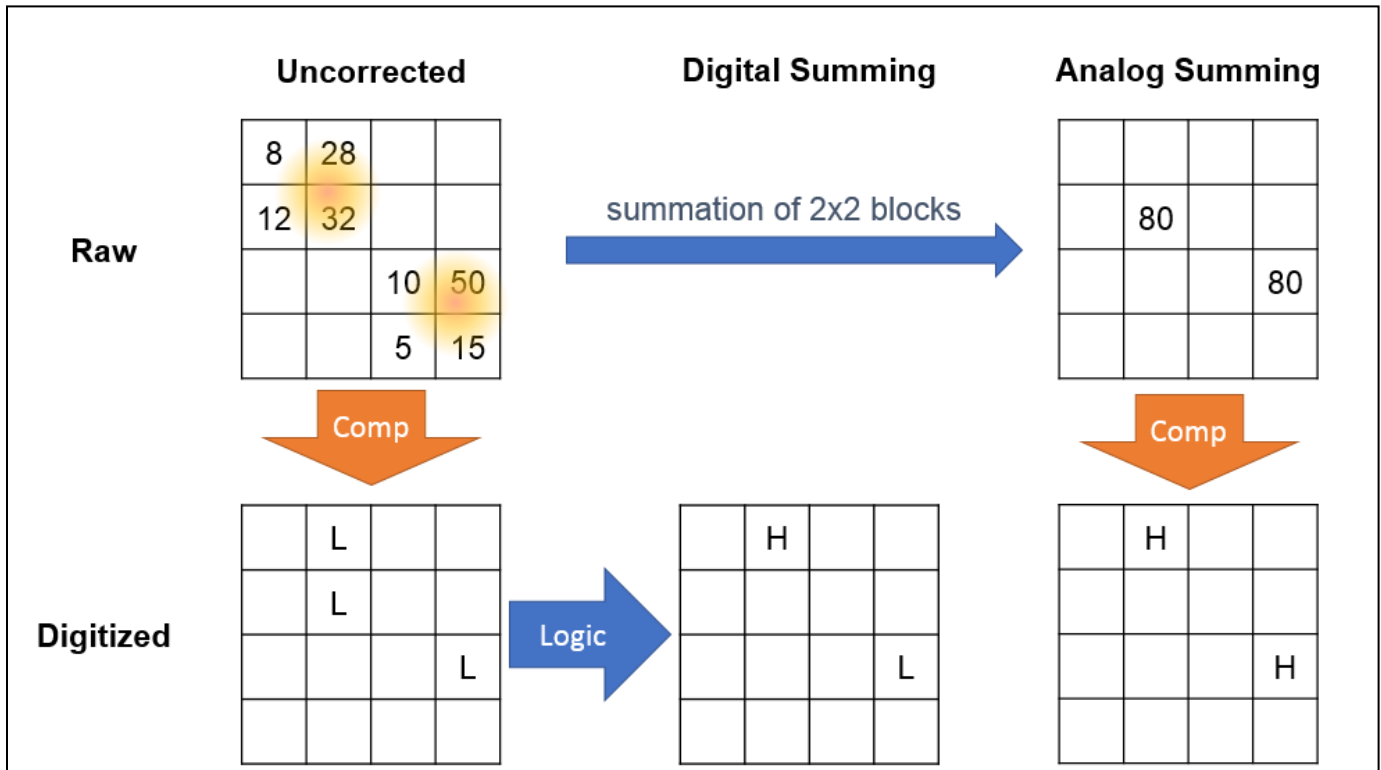 Uncorrected Digital Summing Analog Summing
8 28
summation of 2x2 blocks
12 32 80
Raw
10 50 80
5 15
Comp Comp
L H H
L
Digitized Logic
L L H